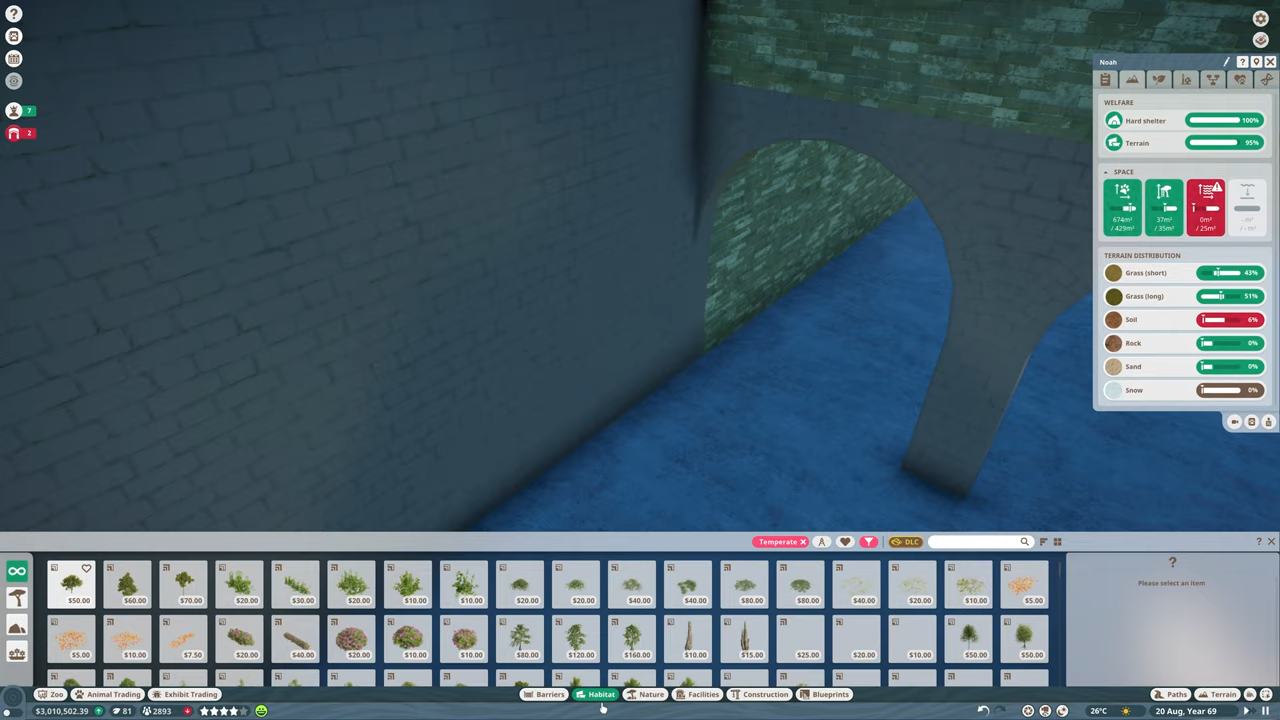 ?
7
2
Noah
?
WELFARE
Hard shelter 100%
Terrain 95%
SPACE
674m² / 429m²
37m² / 35m²
0m² / 25m²
- m² / - m²
TERRAIN DISTRIBUTION
Grass (short) 43%
Grass (long) 51%
Soil 6%
Rock 0%
Sand 0%
Snow 0%
Temperate
DLC
?
$50.00 $60.00 $70.00 $20.00 $30.00 $20.00 $10.00 $10.00 $20.00 $20.00 $40.00 $40.00 $80.00 $80.00 $40.00 $20.00 $10.00 $5.00
$5.00 $10.00 $7.50 $20.00 $40.00 $20.00 $10.00 $10.00 $80.00 $120.00 $160.00 $10.00 $15.00 $25.00 $20.00 $10.00 $50.00 $50.00
?
Please select an item
Zoo Animal Trading Exhibit Trading Barriers Habitat Nature Facilities Construction Blueprints Paths Terrain
$3,010,502.39 81 2893 26°C 20 Aug, Year 69